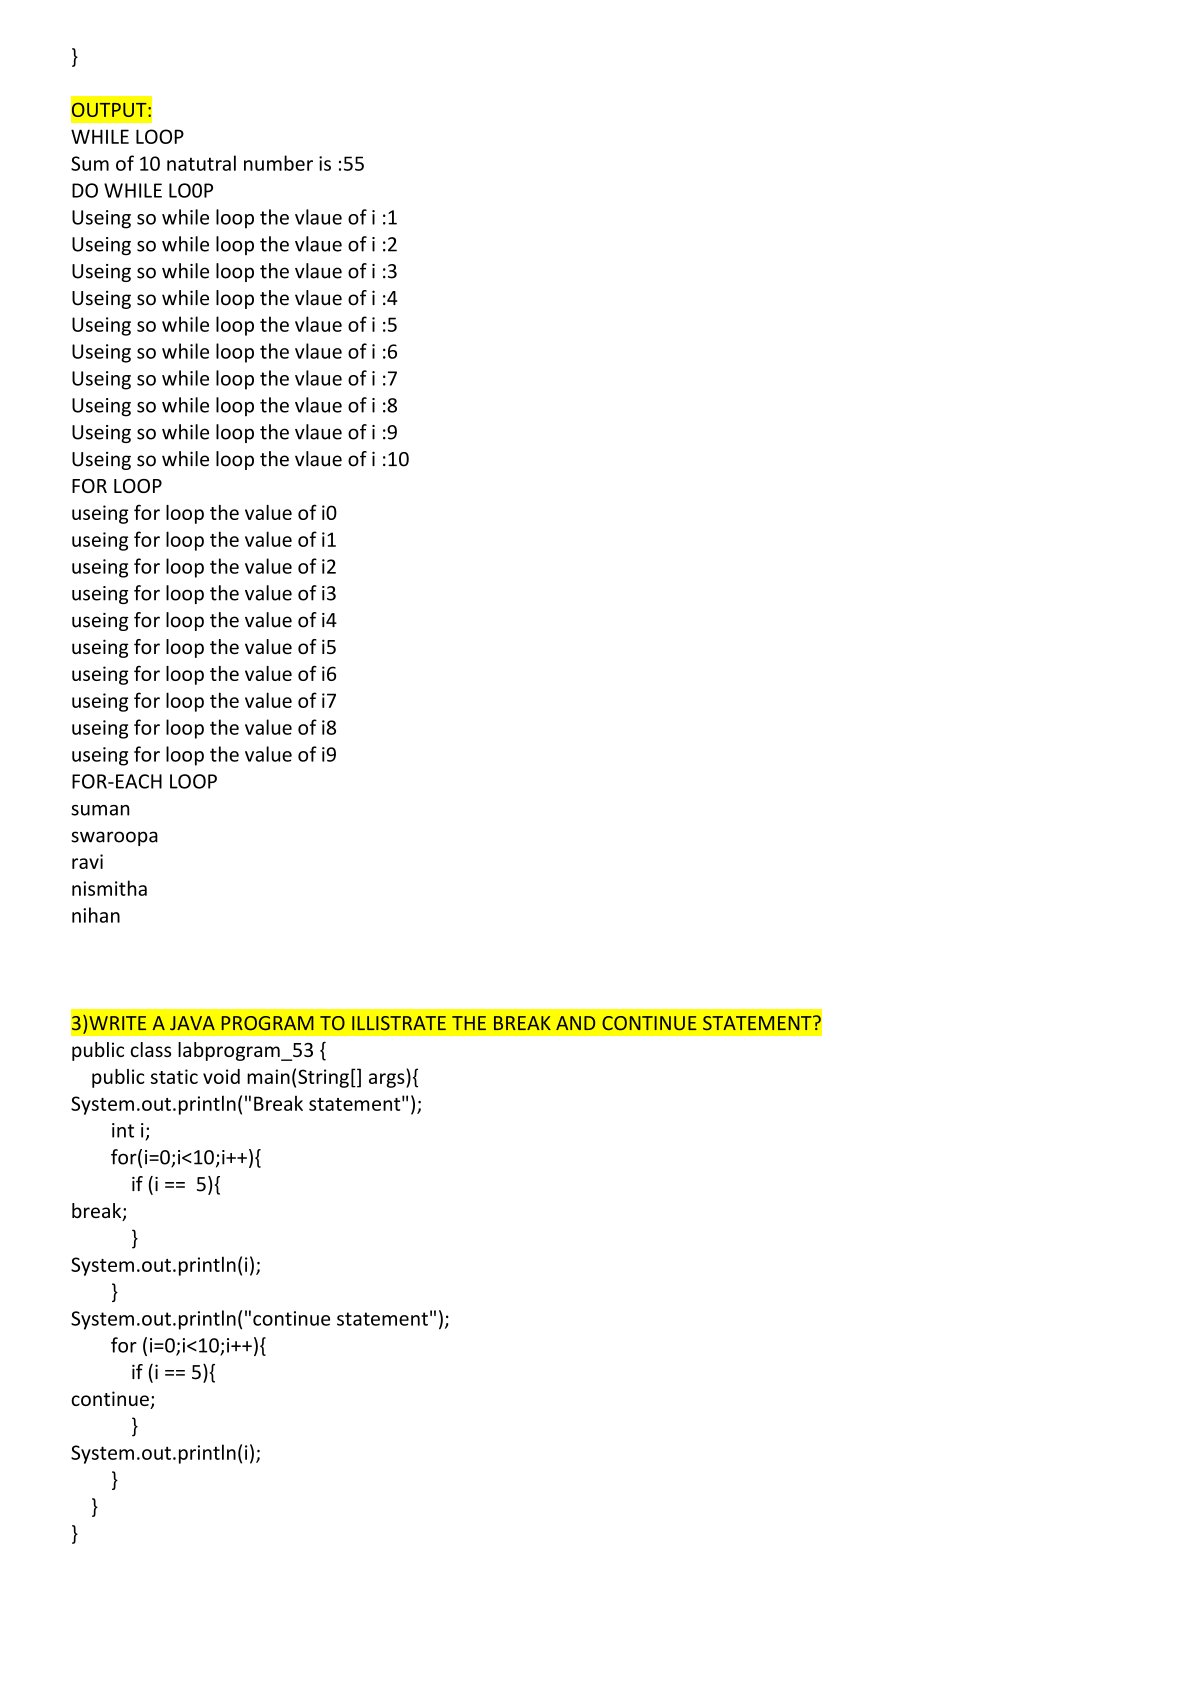 }
OUTPUT:
WHILE LOOP
Sum of 10 natutral number is :55
DO WHILE LO0P
Useing so while loop the vlaue of i :1
Useing so while loop the vlaue of i :2
Useing so while loop the vlaue of i :3
Useing so while loop the vlaue of i :4
Useing so while loop the vlaue of i :5
Useing so while loop the vlaue of i :6
Useing so while loop the vlaue of i :7
Useing so while loop the vlaue of i :8
Useing so while loop the vlaue of i :9
Useing so while loop the vlaue of i :10
FOR LOOP
useing for loop the value of i0
useing for loop the value of i1
useing for loop the value of i2
useing for loop the value of i3
useing for loop the value of i4
useing for loop the value of i5
useing for loop the value of i6
useing for loop the value of i7
useing for loop the value of i8
useing for loop the value of i9
FOR-EACH LOOP
suman
swaroopa
ravi
nismitha
nihan
3)WRITE A JAVA PROGRAM TO ILLISTRATE THE BREAK AND CONTINUE STATEMENT?
public class labprogram_53 {
    public static void main(String[] args){
System.out.println("Break statement");
        int i;
        for(i=0;i<10;i++){
            if (i ==  5){
break;
            }
System.out.println(i);
        }
System.out.println("continue statement");
        for (i=0;i<10;i++){
            if (i == 5){
continue;
            }
System.out.println(i);
        }
    }
}